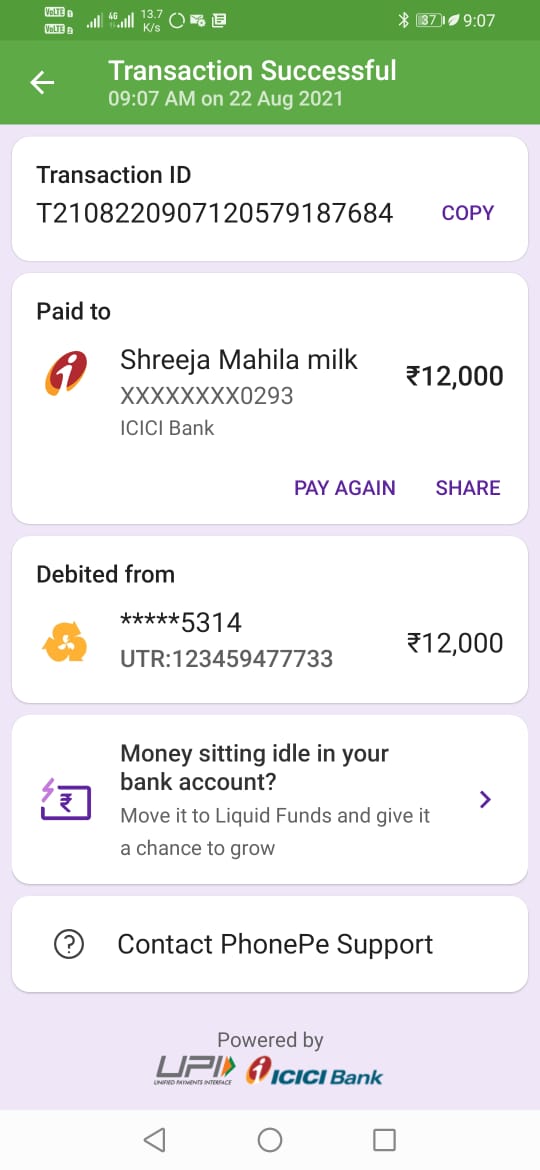 VoLTE 1
VoLTE 2
4G
13.7
K/s
37
9:07
Transaction Successful
09:07 AM on 22 Aug 2021
Transaction ID
T2108220907120579187684
COPY
Paid to
Shreeja Mahila milk
₹12,000
XXXXXXXX0293
ICICI Bank
PAY AGAIN
SHARE
Debited from
*****5314
₹12,000
UTR:123459477733
Money sitting idle in your
bank account?
Move it to Liquid Funds and give it
a chance to grow
Contact PhonePe Support
Powered by
UPI
UNIFIED PAYMENTS INTERFACE
ICICI Bank